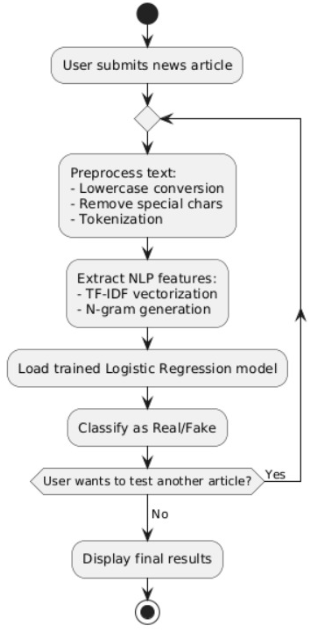 User submits news article
Preprocess text:
- Lowercase conversion
- Remove special chars
- Tokenization
Extract NLP features:
- TF-IDF vectorization
- N-gram generation
Load trained Logistic Regression model
Classify as Real/Fake
User wants to test another article?
Yes
No
Display final results